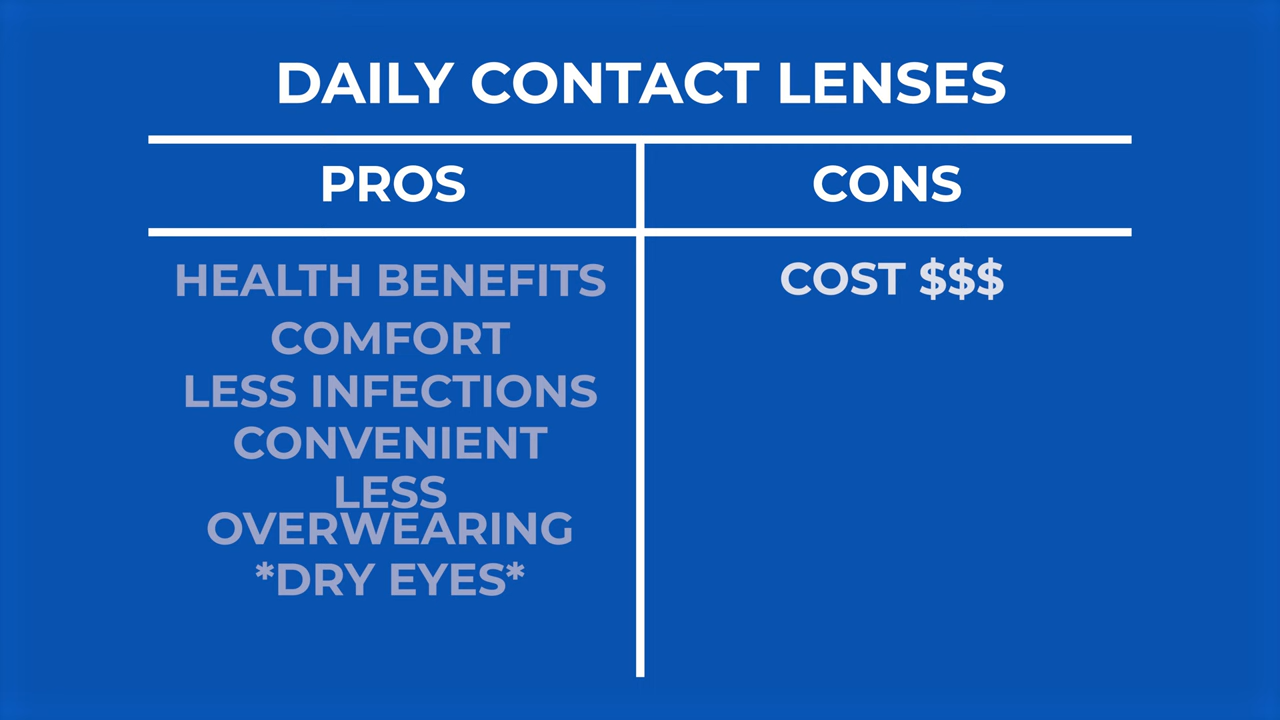 DAILY CONTACT LENSES
PROS
CONS
HEALTH BENEFITS
COMFORT
LESS INFECTIONS
CONVENIENT
LESS
OVERWEARING
*DRY EYES*
COST $$$